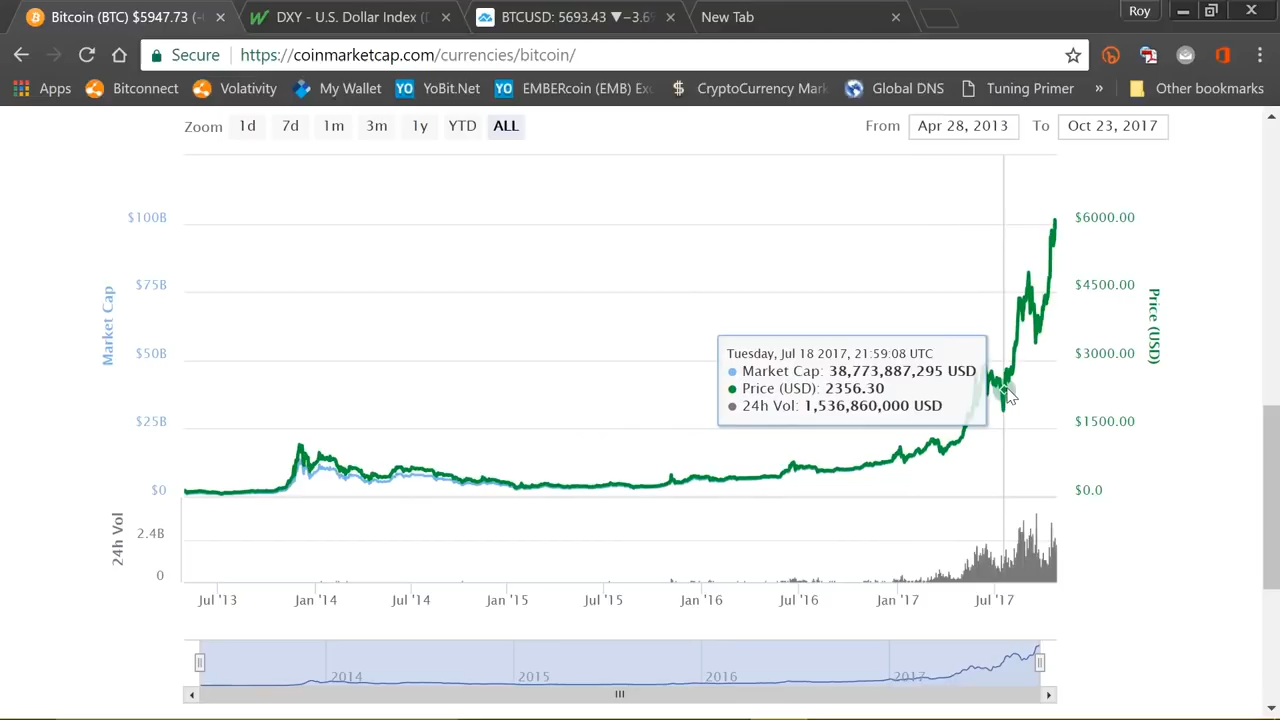 Bitcoin (BTC) $5947.73 (-
DXY - U.S. Dollar Index (D
BTCUSD: 5693.43 ▼−3.6%
New Tab
Roy
Secure
https://coinmarketcap.com/currencies/bitcoin/
Apps
Bitconnect
Volativity
My Wallet
YO YoBit.Net
YO EMBERcoin (EMB) Exc
$ CryptoCurrency Mark
Global DNS
Tuning Primer
»
Other bookmarks
Zoom 1d 7d 1m 3m 1y YTD ALL
From Apr 28, 2013 To Oct 23, 2017
$100B
$75B
$50B
$25B
$0
Market Cap
$6000.00
$4500.00
$3000.00
$1500.00
$0.0
Price (USD)
Tuesday, Jul 18 2017, 21:59:08 UTC
Market Cap: 38,773,887,295 USD
Price (USD): 2356.30
24h Vol: 1,536,860,000 USD
24h Vol
2.4B
0
Jul '13 Jan '14 Jul '14 Jan '15 Jul '15 Jan '16 Jul '16 Jan '17 Jul '17
2014 2015 2016 2017